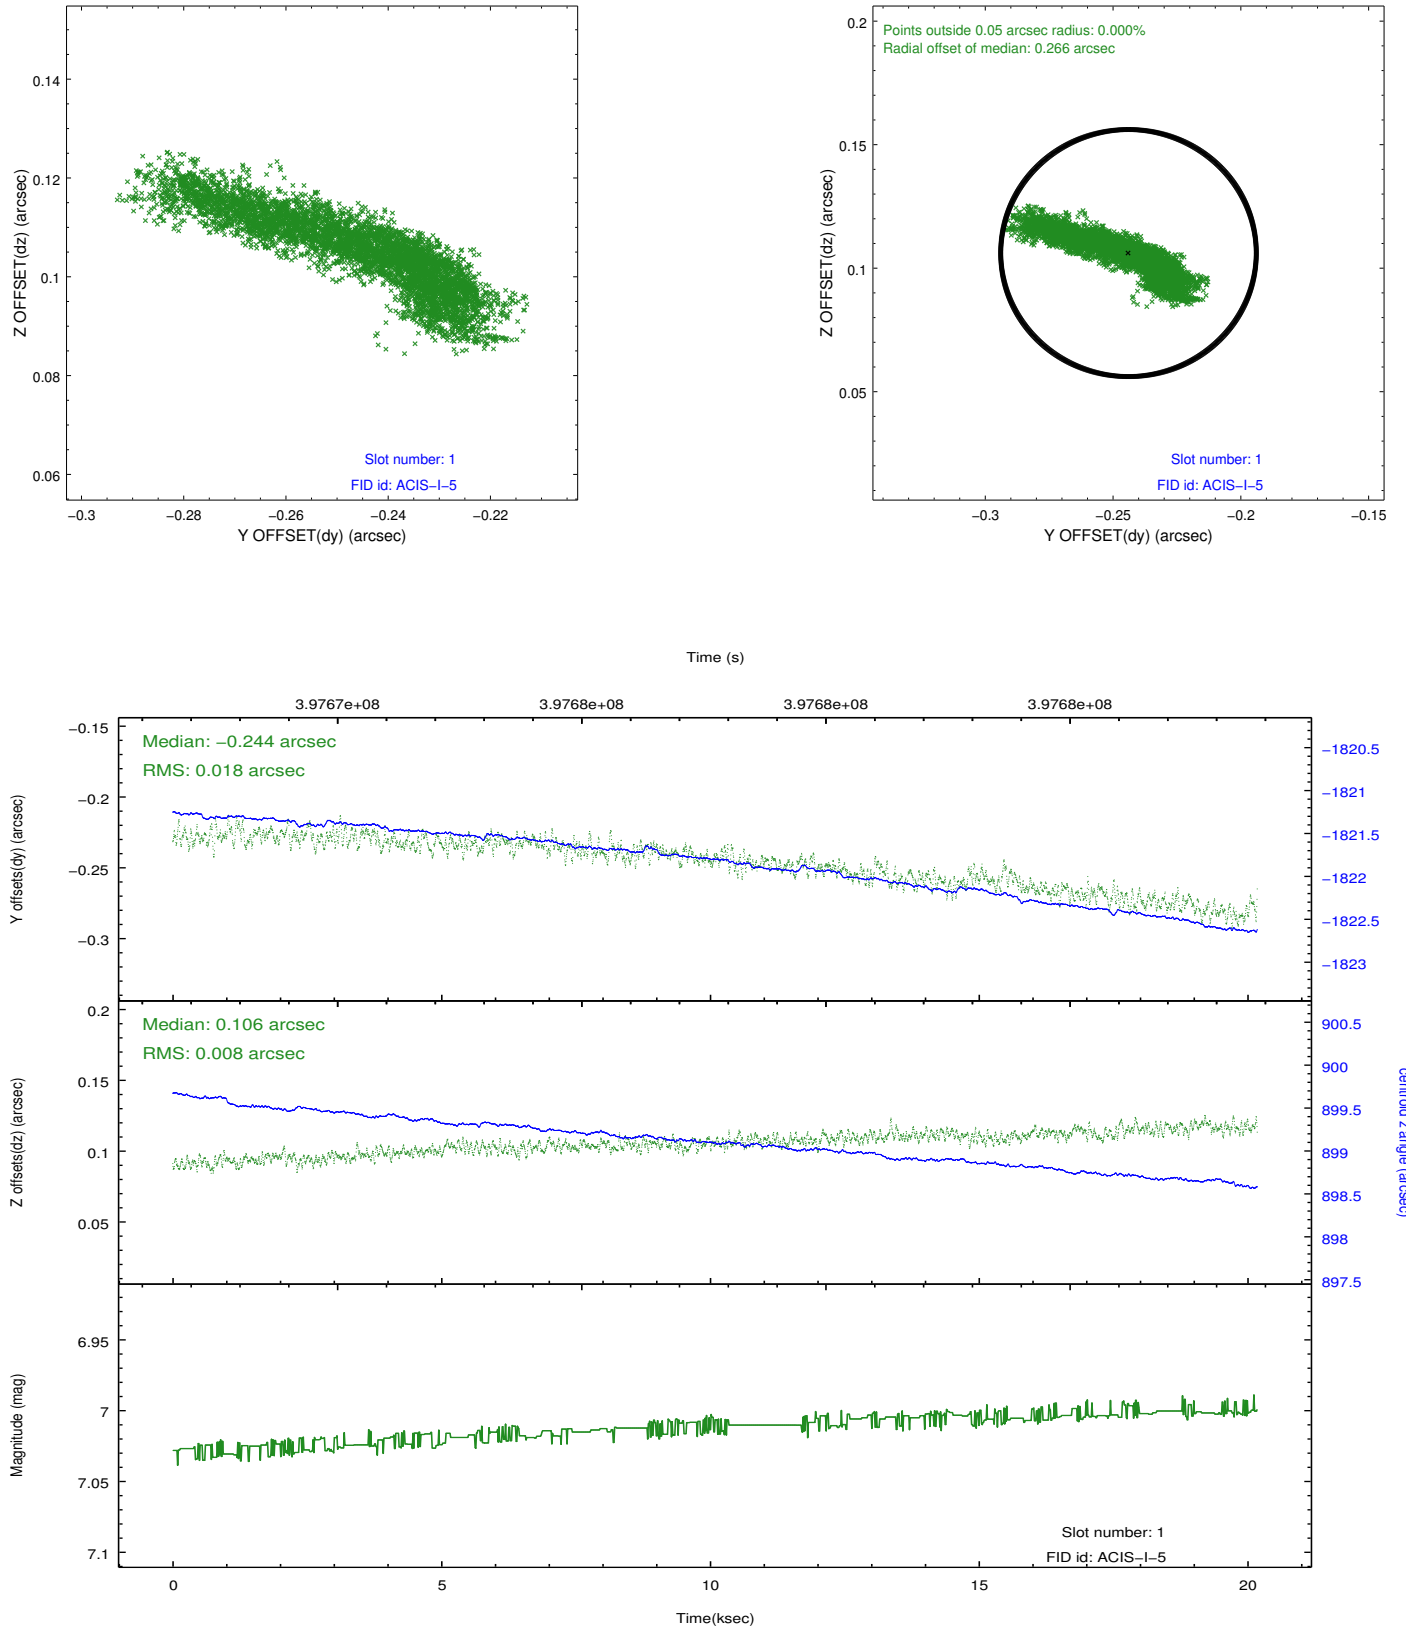 0.14
0.12
0.1
0.08
0.06
Z OFFSET(dz) (arcsec)
Slot number: 1
FID id: ACIS−I−5
−0.3
−0.28
−0.26
−0.24
−0.22
Y OFFSET(dy) (arcsec)
0.2
0.15
0.1
0.05
Z OFFSET(dz) (arcsec)
Points outside 0.05 arcsec radius: 0.000%
Radial offset of median: 0.266 arcsec
Slot number: 1
FID id: ACIS−I−5
−0.3
−0.25
−0.2
−0.15
Y OFFSET(dy) (arcsec)
Time (s)
3.9767e+08
3.9768e+08
3.9768e+08
3.9768e+08
−0.15
−0.2
−0.25
−0.3
Y offsets(dy) (arcsec)
Median: −0.244 arcsec
RMS: 0.018 arcsec
−1820.5
−1821
−1821.5
−1822
−1822.5
−1823
0.2
0.15
0.1
0.05
Z offsets(dz) (arcsec)
Median: 0.106 arcsec
RMS: 0.008 arcsec
900.5
900
899.5
899
898.5
898
897.5
centroid z angle (arcsec)
6.95
7
7.05
7.1
Magnitude (mag)
Slot number: 1
FID id: ACIS−I−5
0
5
10
15
20
Time(ksec)